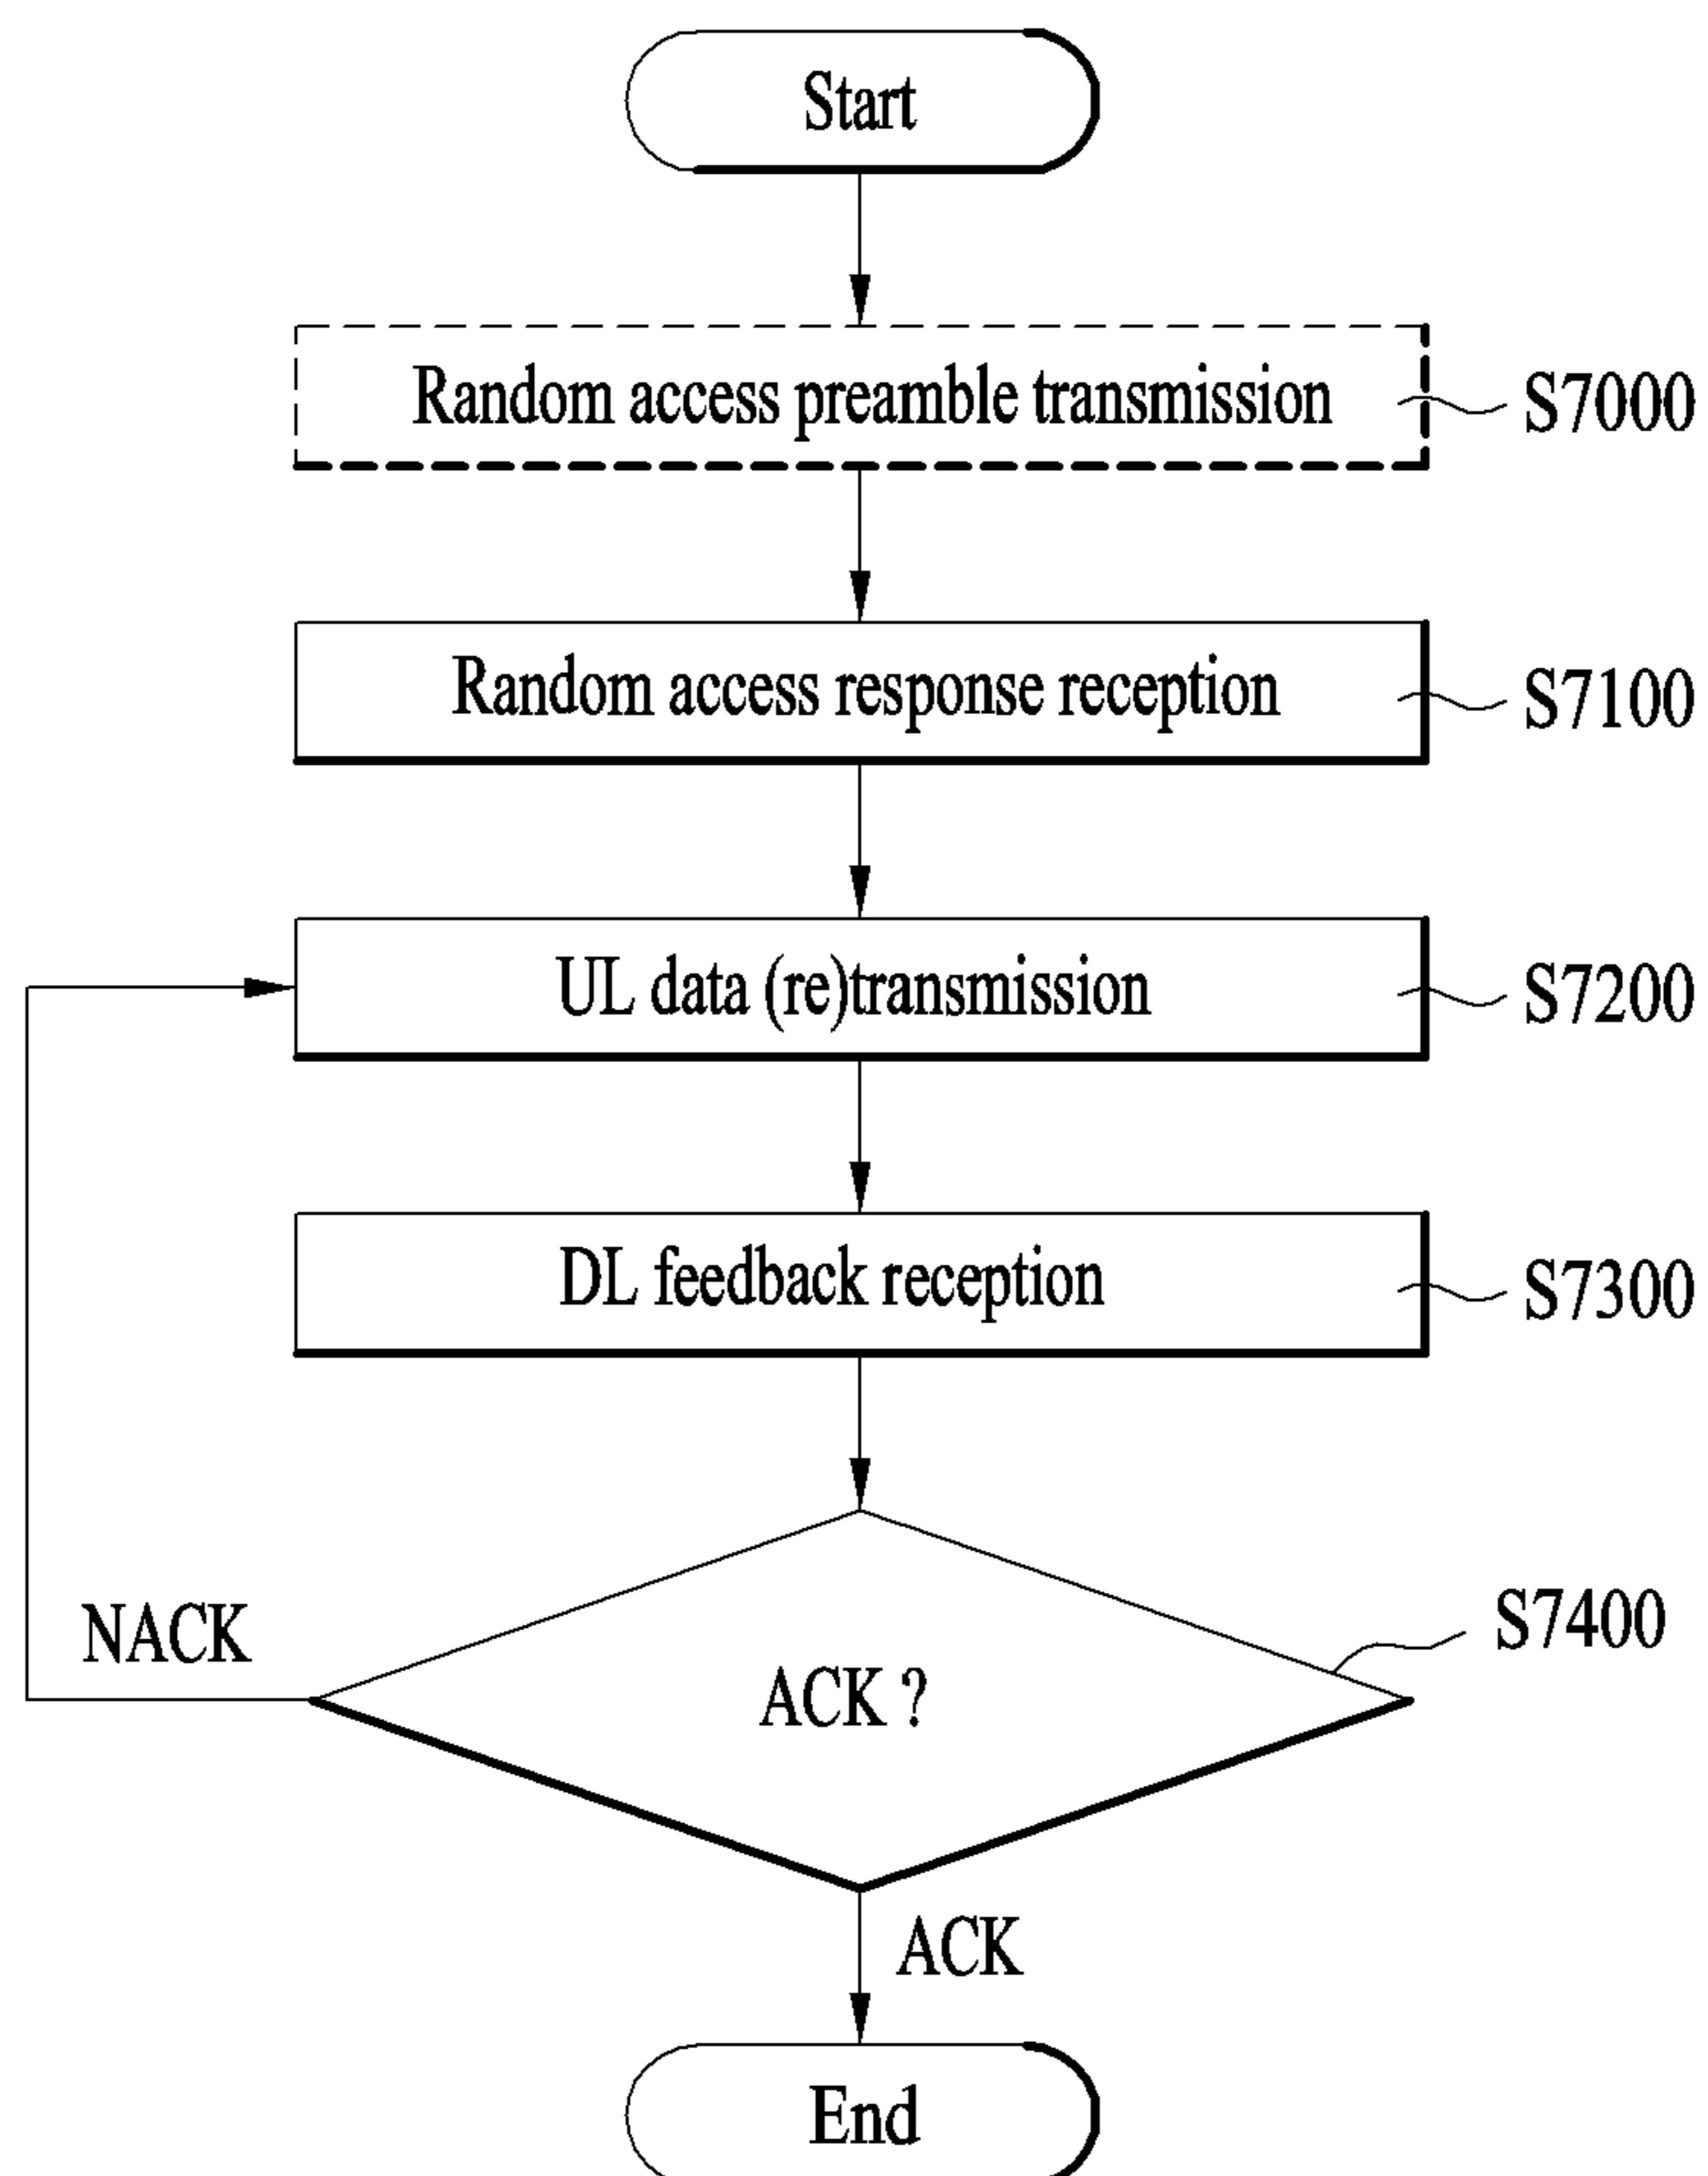 Start
Random access preamble transmission
S7000
Random access response reception
S7100
UL data (re)transmission
S7200
DL feedback reception
S7300
NACK
ACK ?
S7400
ACK
End